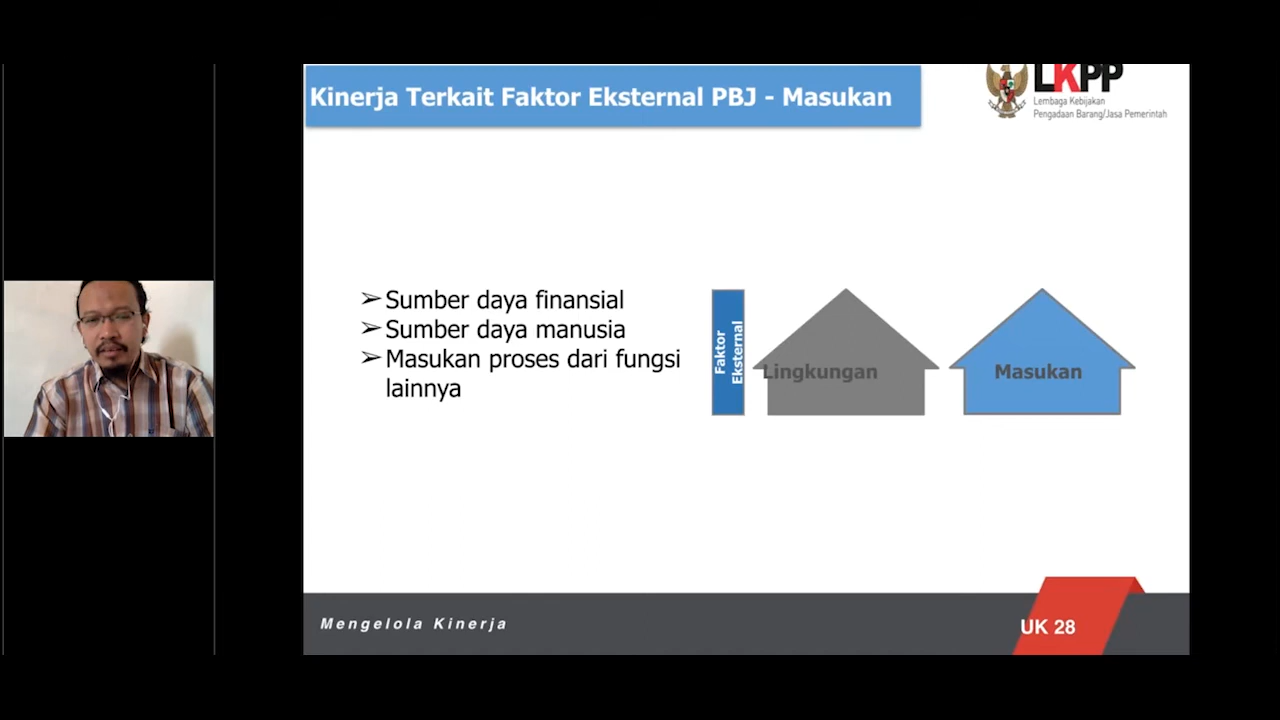 Kinerja Terkait Faktor Eksternal PBJ - Masukan
LKPP
Lembaga Kebijakan
Pengadaan Barang/Jasa Pemerintah
➢Sumber daya finansial
➢Sumber daya manusia
➢Masukan proses dari fungsi
lainnya
Faktor
Eksternal
Lingkungan
Masukan
Mengelola Kinerja
UK 28